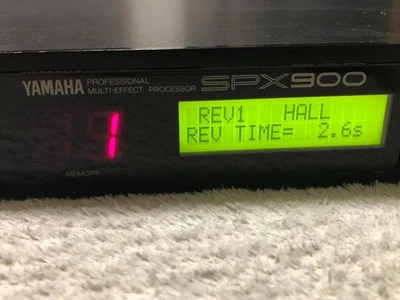 YAMAHA PROFESSIONAL MULTI-EFFECT PROCESSOR SPX900
1
MEMORY
REV1 HALL
REV TIME= 2.6s